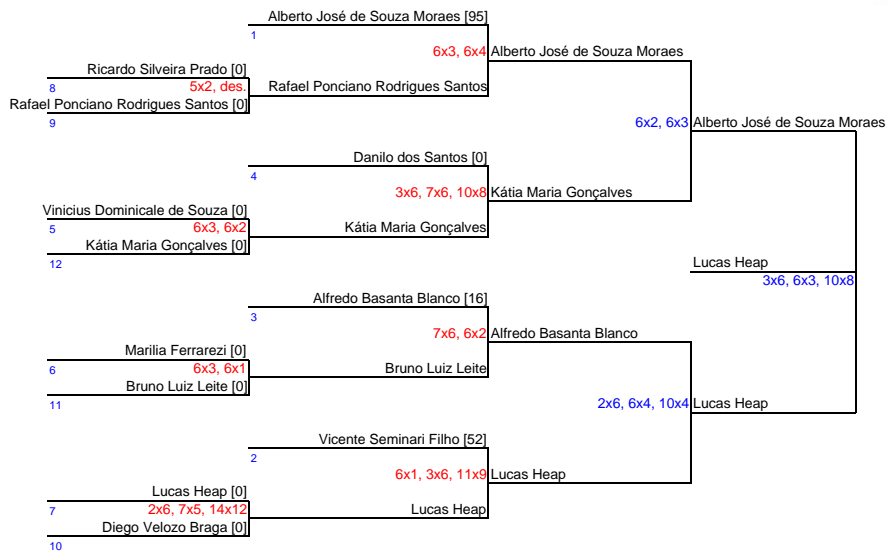 Alberto José de Souza Moraes [95]
1
6x3, 6x4 Alberto José de Souza Moraes
Ricardo Silveira Prado [0]
8
5x2, des.
Rafael Ponciano Rodrigues Santos
Rafael Ponciano Rodrigues Santos [0]
9
6x2, 6x3 Alberto José de Souza Moraes
Danilo dos Santos [0]
4
3x6, 7x6, 10x8 Kátia Maria Gonçalves
Vinicius Dominicale de Souza [0]
5
6x3, 6x2
Kátia Maria Gonçalves
Kátia Maria Gonçalves [0]
12
Lucas Heap
3x6, 6x3, 10x8
Alfredo Basanta Blanco [16]
3
7x6, 6x2 Alfredo Basanta Blanco
Marilia Ferrarezi [0]
6
6x3, 6x1
Bruno Luiz Leite
Bruno Luiz Leite [0]
11
2x6, 6x4, 10x4 Lucas Heap
Vicente Seminari Filho [52]
2
6x1, 3x6, 11x9 Lucas Heap
Lucas Heap [0]
7
2x6, 7x5, 14x12
Lucas Heap
Diego Velozo Braga [0]
10